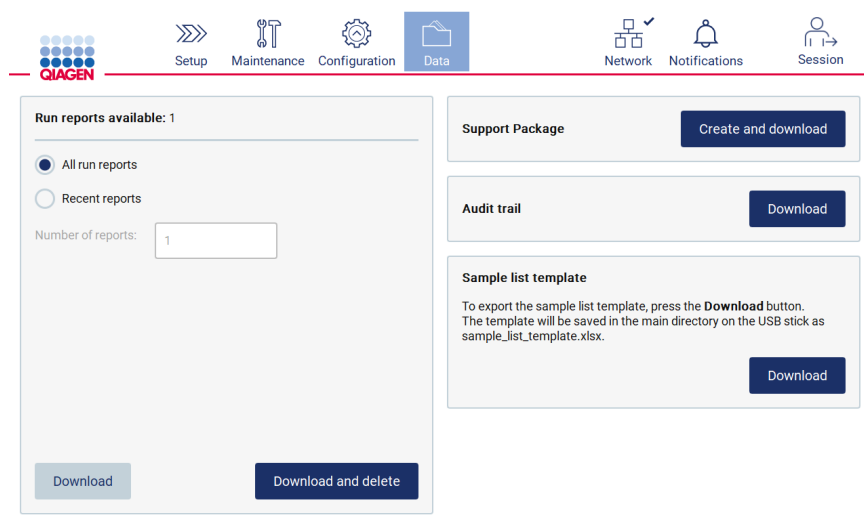 QIAGEN
Setup
Maintenance
Configuration
Data
Network
Notifications
Session
Run reports available: 1
All run reports
Recent reports
Number of reports:
1
Download
Download and delete
Support Package
Create and download
Audit trail
Download
Sample list template
To export the sample list template, press the Download button.
The template will be saved in the main directory on the USB stick as
sample_list_template.xlsx.
Download